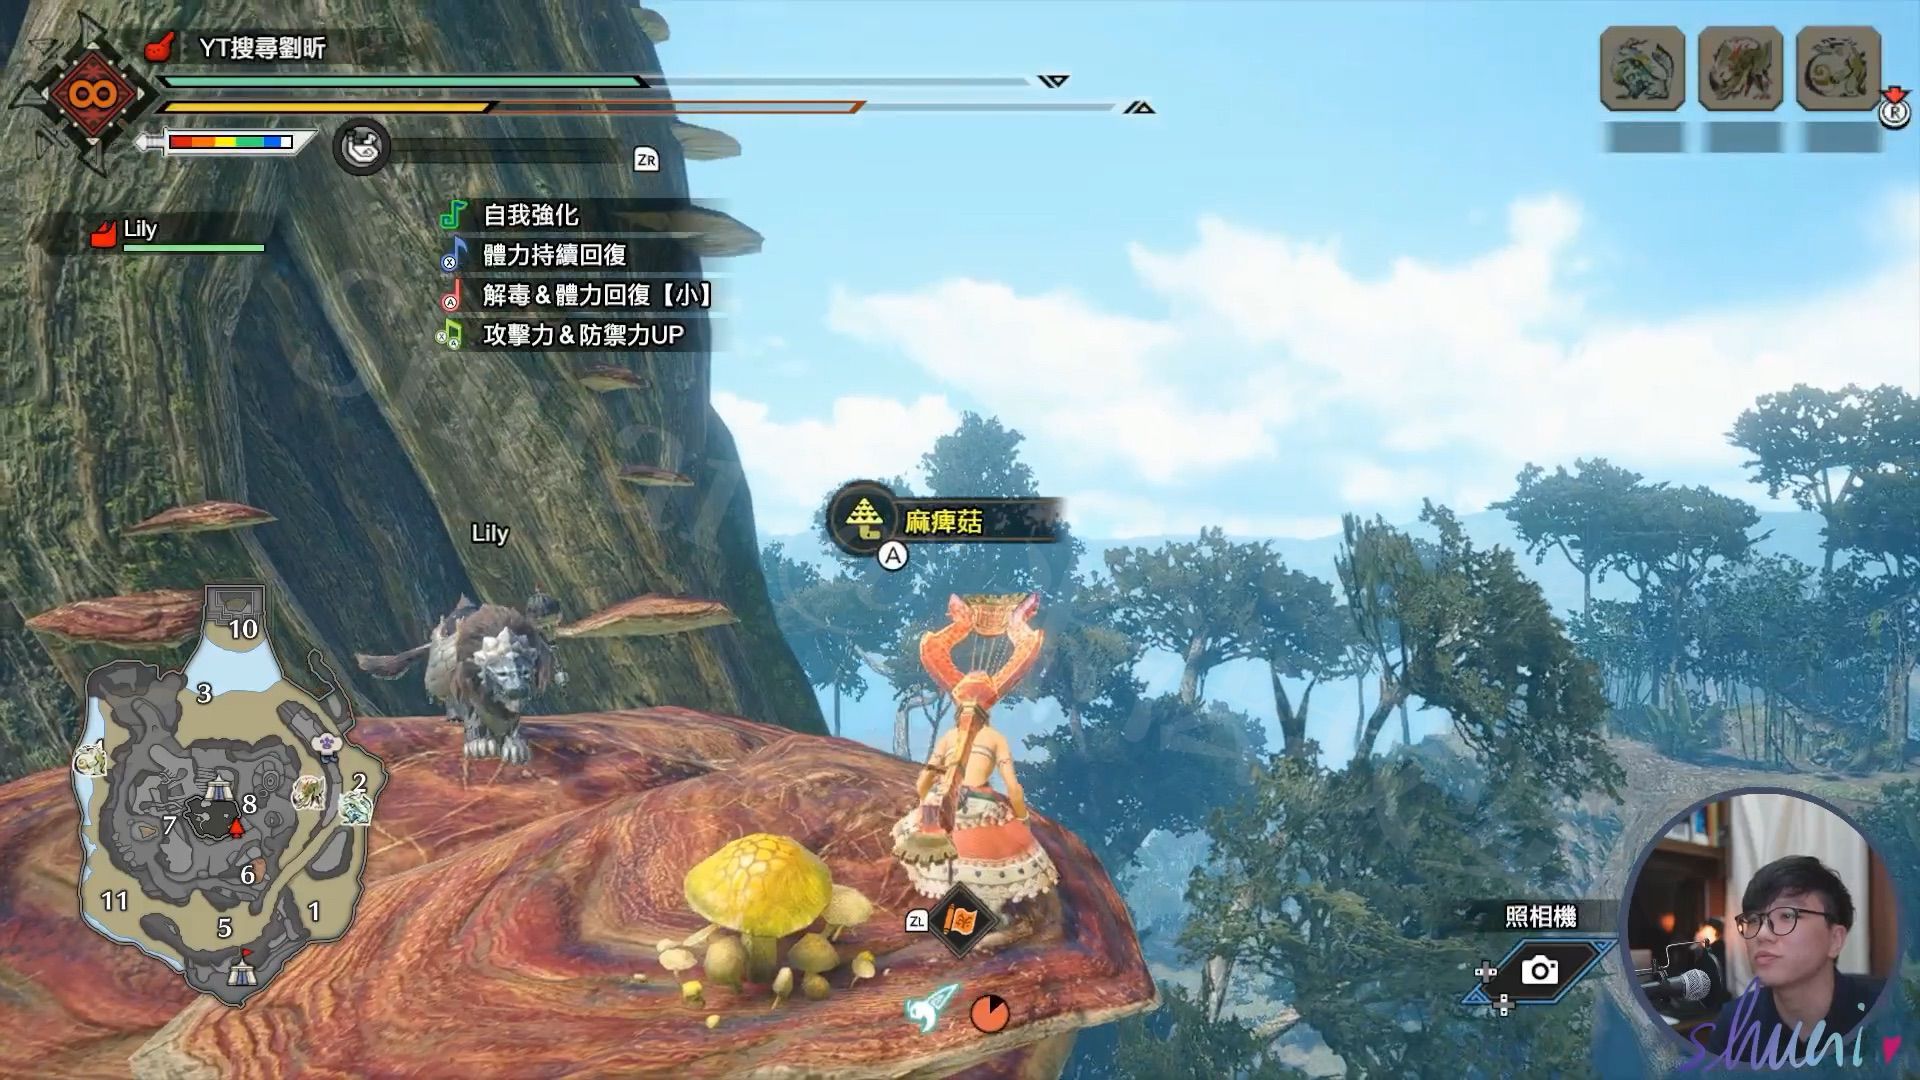 YT搜尋劉昕
ZR
自我強化
Lily
X 體力持續回復
A 解毒&體力回復【小】
X A 攻擊力&防禦力UP
R
麻痺菇
A
Lily
10
3
2
8
7
6
11
1
5
ZL
照相機
shuni